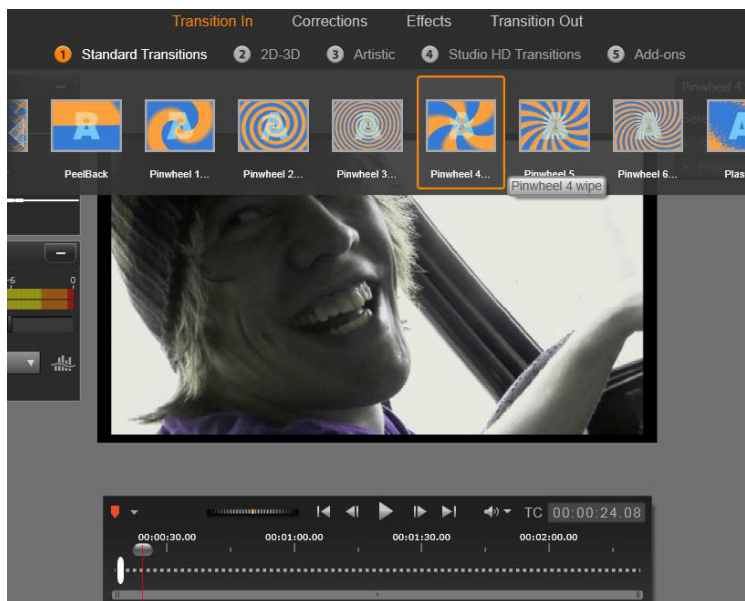 Transition In Corrections Effects Transition Out
1 Standard Transitions 2 2D-3D 3 Artistic 4 Studio HD Transitions 5 Add-ons
Pinwheel 4
PeelBack Pinwheel 1... Pinwheel 2... Pinwheel 3... Pinwheel 4... Pinwheel 5 Pinwheel 6... Plas
Pinwheel 4 wipe
-6 0
TC 00:00:24.08
00:00:30.00 00:01:00.00 00:01:30.00 00:02:00.00